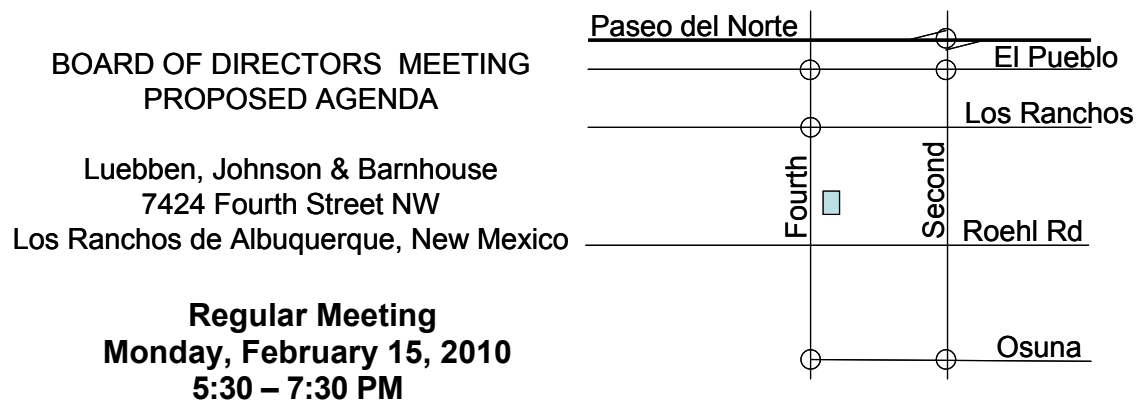 BOARD OF DIRECTORS MEETING
PROPOSED AGENDA
Luebben, Johnson & Barnhouse
7424 Fourth Street NW
Los Ranchos de Albuquerque, New Mexico
Regular Meeting
Monday, February 15, 2010
5:30 – 7:30 PM
Paseo del Norte
El Pueblo
Los Ranchos
Fourth
Second
Roehl Rd
Osuna